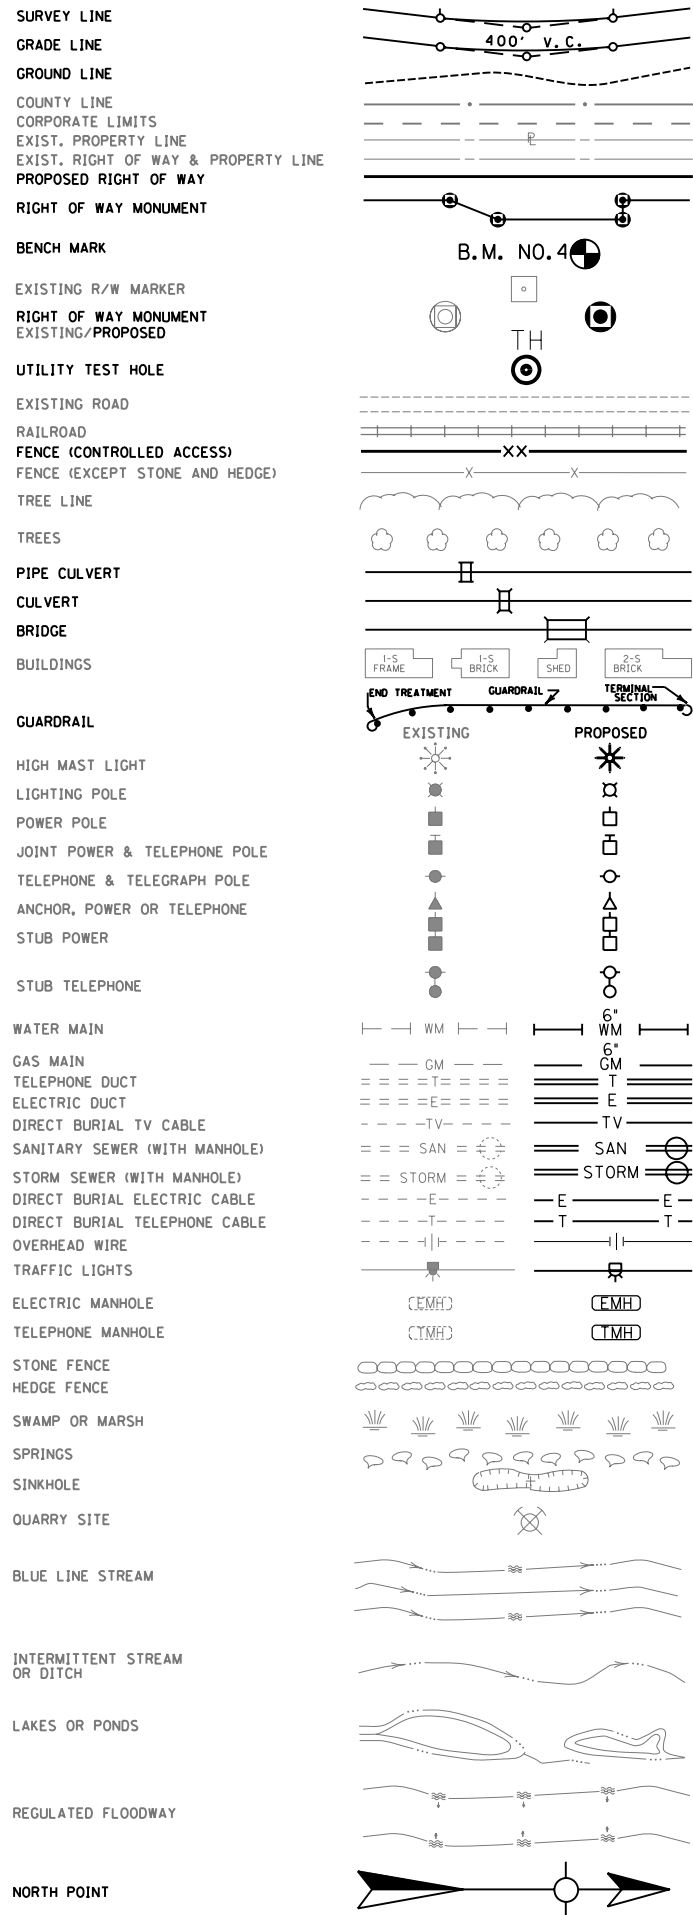 SURVEY LINE
GRADE LINE 400' V.C.
GROUND LINE
COUNTY LINE
CORPORATE LIMITS
EXIST. PROPERTY LINE PL
EXIST. RIGHT OF WAY & PROPERTY LINE
PROPOSED RIGHT OF WAY
RIGHT OF WAY MONUMENT
BENCH MARK B.M. NO.4
EXISTING R/W MARKER
RIGHT OF WAY MONUMENT
EXISTING/PROPOSED
TH
UTILITY TEST HOLE
EXISTING ROAD
RAILROAD
FENCE (CONTROLLED ACCESS) XX
FENCE (EXCEPT STONE AND HEDGE) X X
TREE LINE
TREES
PIPE CULVERT
CULVERT
BRIDGE
BUILDINGS
1-S
FRAME
1-S
BRICK
SHED
2-S
BRICK
END TREATMENT
GUARDRAIL
TERMINAL
SECTION
GUARDRAIL
EXISTING PROPOSED
HIGH MAST LIGHT
LIGHTING POLE
POWER POLE
JOINT POWER & TELEPHONE POLE
TELEPHONE & TELEGRAPH POLE
ANCHOR, POWER OR TELEPHONE
STUB POWER
STUB TELEPHONE
6"
WATER MAIN WM WM
6"
GAS MAIN GM GM
TELEPHONE DUCT T T
ELECTRIC DUCT E E
DIRECT BURIAL TV CABLE TV TV
SANITARY SEWER (WITH MANHOLE) SAN SAN
STORM SEWER (WITH MANHOLE) STORM STORM
DIRECT BURIAL ELECTRIC CABLE E E E
DIRECT BURIAL TELEPHONE CABLE T T T
OVERHEAD WIRE
TRAFFIC LIGHTS
ELECTRIC MANHOLE EMH EMH
TELEPHONE MANHOLE TMH TMH
STONE FENCE
HEDGE FENCE
SWAMP OR MARSH
SPRINGS
SINKHOLE
QUARRY SITE
BLUE LINE STREAM
INTERMITTENT STREAM
OR DITCH
LAKES OR PONDS
REGULATED FLOODWAY
NORTH POINT